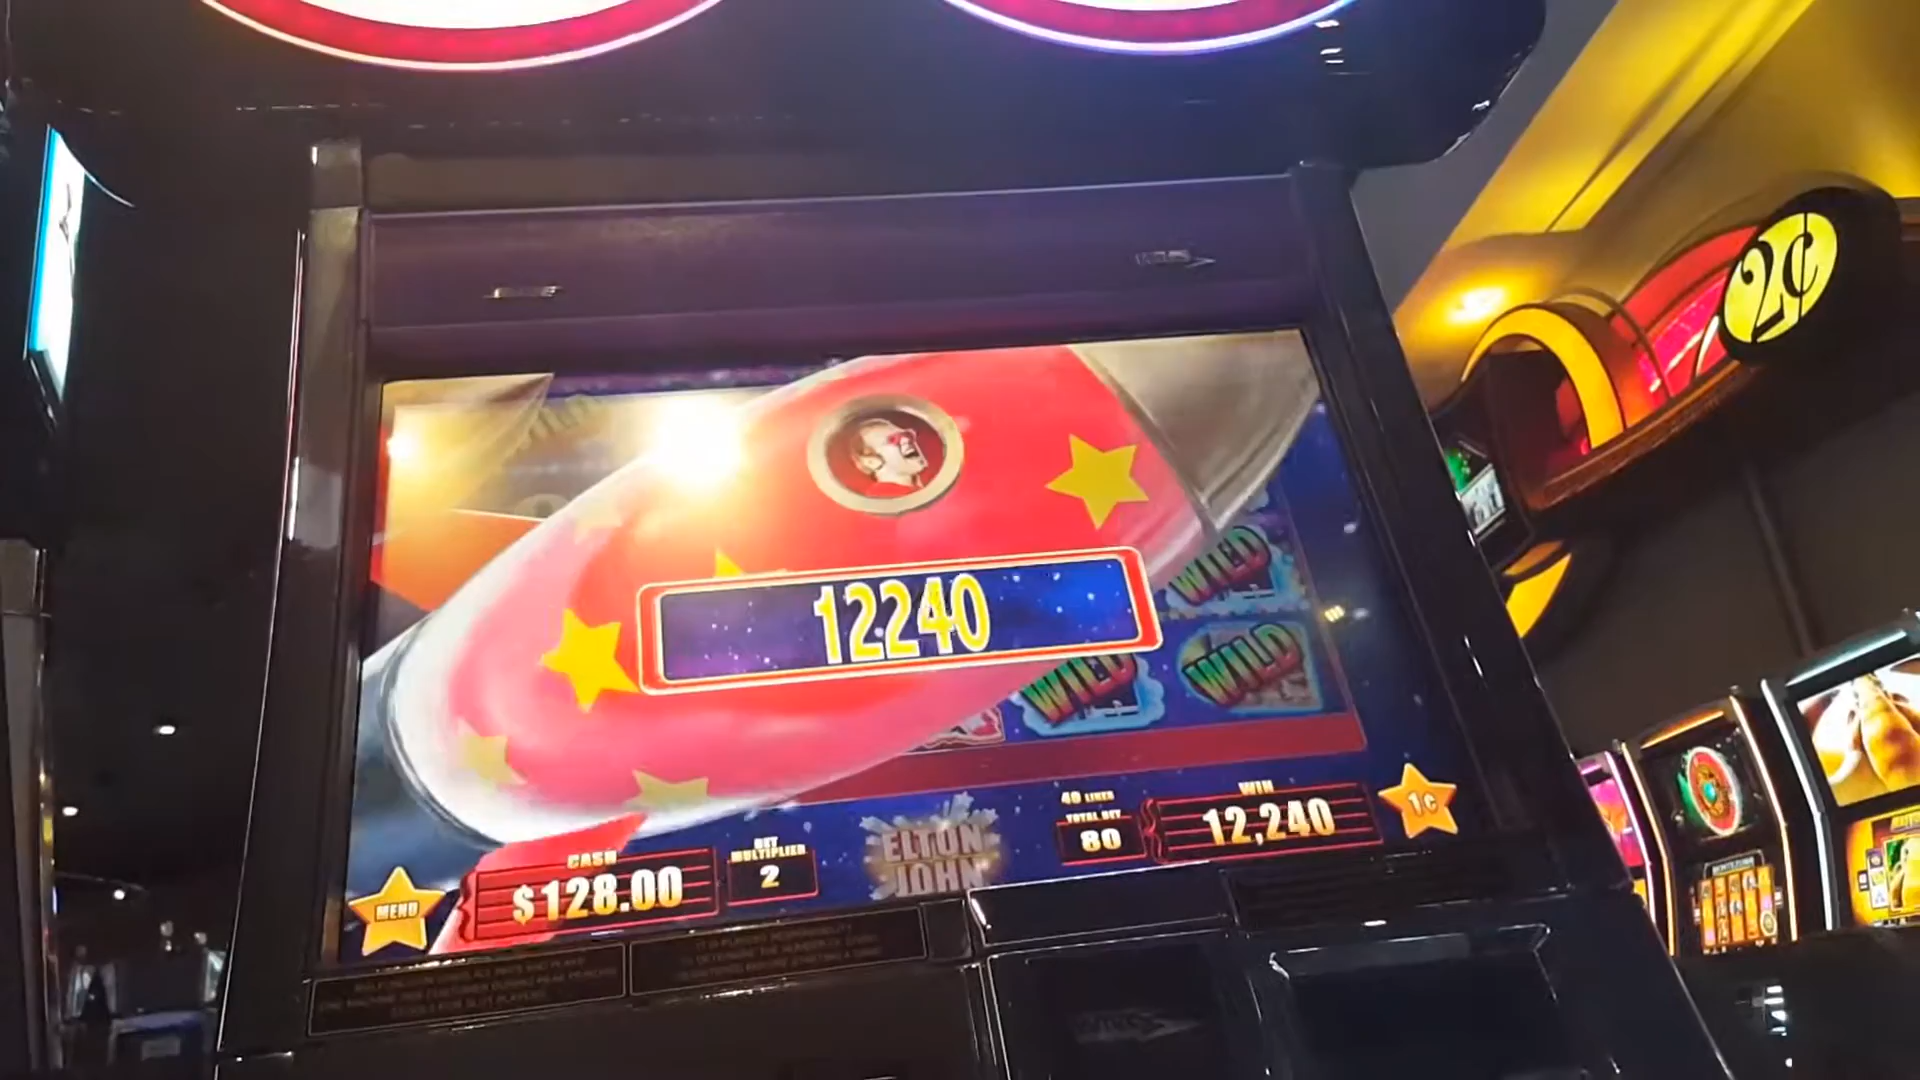 2¢
WILD
12240
WILD
WILD
MENU
CASH
$128.00
BET
MULTIPLIER
2
ELTON
JOHN
40 LINES
TOTAL BET
80
WIN
12,240
1¢